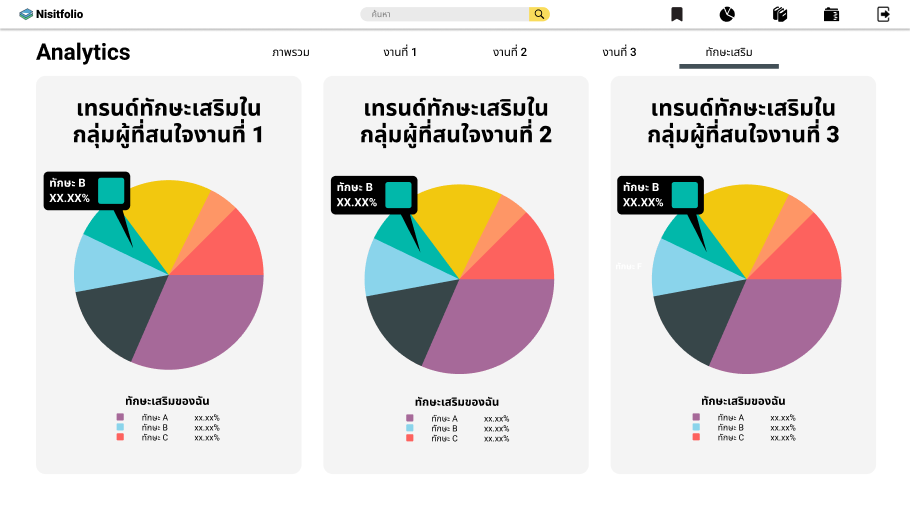 Nisitfolio
ค้นหา
Analytics
ภาพรวม
งานที่ 1
งานที่ 2
งานที่ 3
ทักษะเสริม
เทรนด์ทักษะเสริมใน
กลุ่มผู้ที่สนใจงานที่ 1
ทักษะ B
XX.XX%
ทักษะเสริมของฉัน
ทักษะ A xx.xx%
ทักษะ B xx.xx%
ทักษะ C xx.xx%
เทรนด์ทักษะเสริมใน
กลุ่มผู้ที่สนใจงานที่ 2
ทักษะ B
XX.XX%
ทักษะเสริมของฉัน
ทักษะ A xx.xx%
ทักษะ B xx.xx%
ทักษะ C xx.xx%
เทรนด์ทักษะเสริมใน
กลุ่มผู้ที่สนใจงานที่ 3
ทักษะ B
XX.XX%
ทักษะเสริมของฉัน
ทักษะ A xx.xx%
ทักษะ B xx.xx%
ทักษะ C xx.xx%